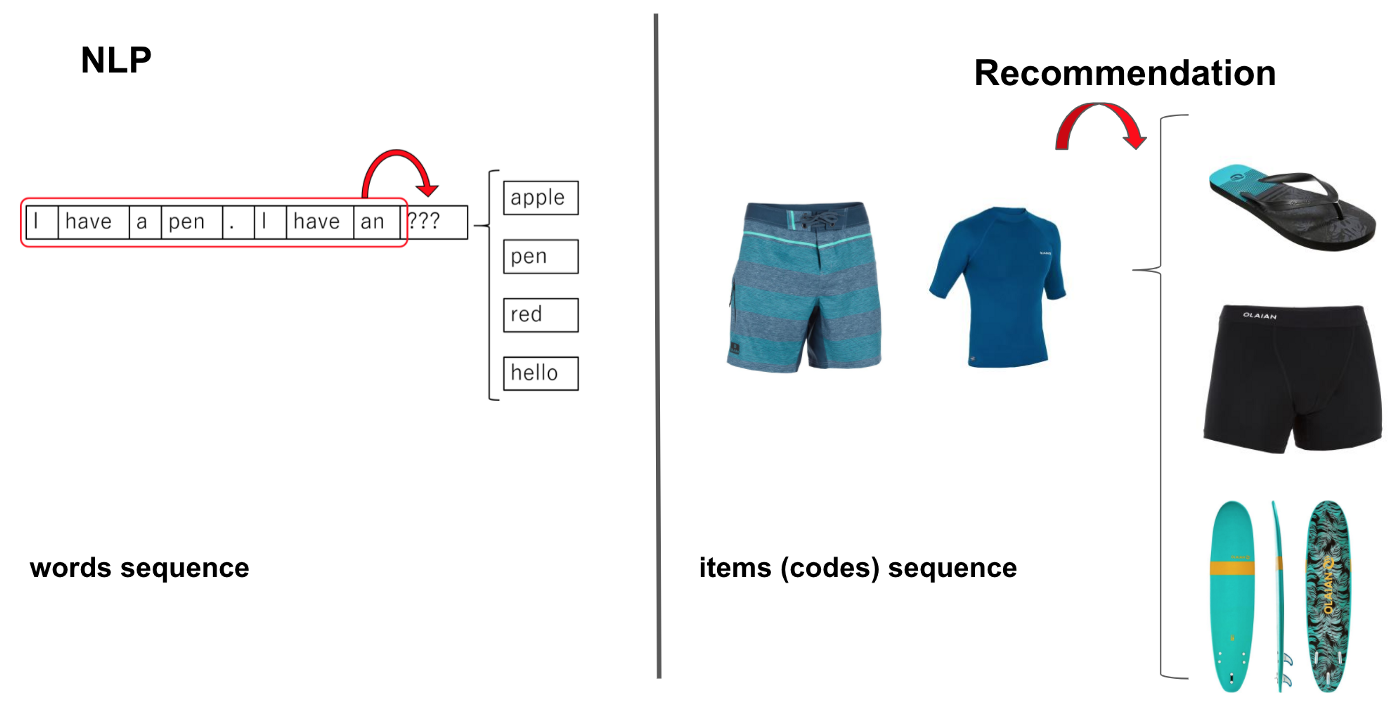 NLP
I have a pen . I have an ???
apple
pen
red
hello
words sequence
Recommendation
OLAIAN
OLAIAN
items (codes) sequence